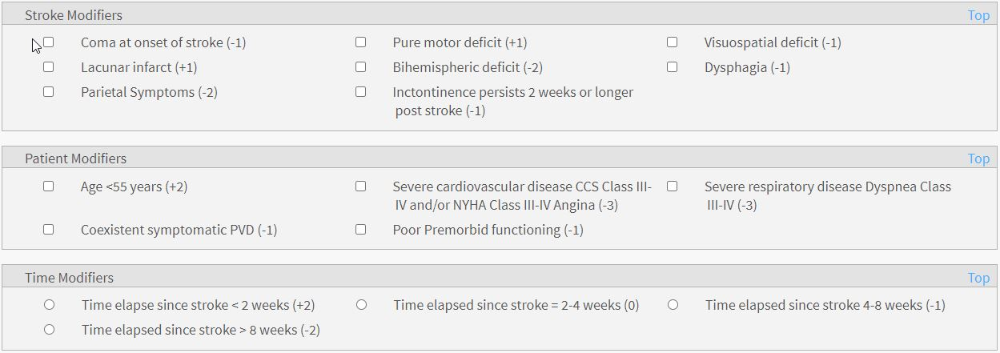 Stroke Modifiers Top
Coma at onset of stroke (-1) Pure motor deficit (+1) Visuospatial deficit (-1)
Lacunar infarct (+1) Bihemispheric deficit (-2) Dysphagia (-1)
Parietal Symptoms (-2) Inctontinence persists 2 weeks or longer
post stroke (-1)
Patient Modifiers Top
Age <55 years (+2) Severe cardiovascular disease CCS Class III- Severe respiratory disease Dyspnea Class
IV and/or NYHA Class III-IV Angina (-3) III-IV (-3)
Coexistent symptomatic PVD (-1) Poor Premorbid functioning (-1)
Time Modifiers Top
Time elapse since stroke < 2 weeks (+2) Time elapsed since stroke = 2-4 weeks (0) Time elapsed since stroke 4-8 weeks (-1)
Time elapsed since stroke > 8 weeks (-2)